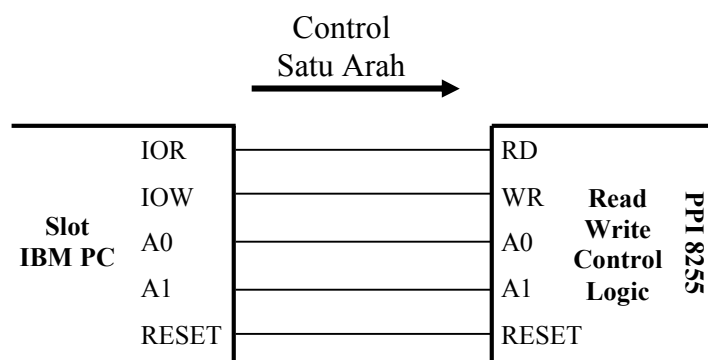 Control
Satu Arah
Slot
IBM PC
IOR
IOW
A0
A1
RESET
RD
WR
A0
A1
RESET
Read
Write
Control
Logic
PPI 8255